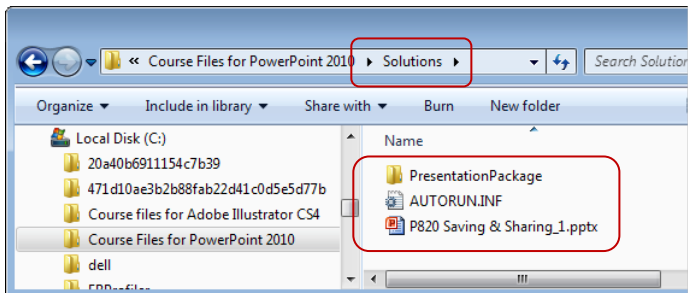 « Course Files for PowerPoint 2010 ▸ Solutions ▸ Search Solution
Organize ▾ Include in library ▾ Share with ▾ Burn New folder
Local Disk (C:)
20a40b6911154c7b39
471d10ae3b2b88fab22d41c0d5e5d77b
Course files for Adobe Illustrator CS4
Course Files for PowerPoint 2010
dell
Name
PresentationPackage
AUTORUN.INF
P820 Saving & Sharing_1.pptx